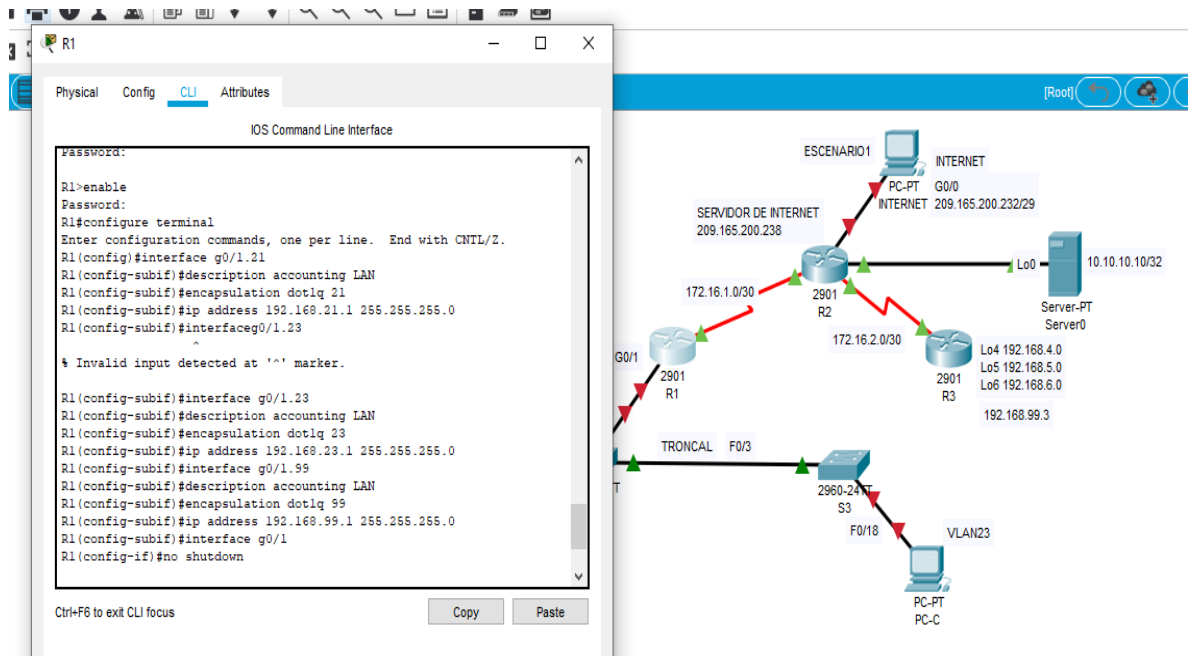 R1
Physical Config CLI Attributes
IOS Command Line Interface
Password:
R1>enable
Password:
R1#configure terminal
Enter configuration commands, one per line. End with CNTL/Z.
R1(config)#interface g0/1.21
R1(config-subif)#description accounting LAN
R1(config-subif)#encapsulation dot1q 21
R1(config-subif)#ip address 192.168.21.1 255.255.255.0
R1(config-subif)#interfaceg0/1.23
^
% Invalid input detected at '^' marker.
R1(config-subif)#interface g0/1.23
R1(config-subif)#description accounting LAN
R1(config-subif)#encapsulation dot1q 23
R1(config-subif)#ip address 192.168.23.1 255.255.255.0
R1(config-subif)#interface g0/1.99
R1(config-subif)#description accounting LAN
R1(config-subif)#encapsulation dot1q 99
R1(config-subif)#ip address 192.168.99.1 255.255.255.0
R1(config-subif)#interface g0/1
R1(config-if)#no shutdown
Ctrl+F6 to exit CLI focus
Copy
Paste
[Root]
ESCENARIO1
INTERNET
PC-PT G0/0
INTERNET 209.165.200.232/29
SERVIDOR DE INTERNET
209.165.200.238
Lo0
10.10.10.10/32
Server-PT
Server0
172.16.1.0/30
2901
R2
172.16.2.0/30
G0/1
2901
R1
Lo4 192.168.4.0
Lo5 192.168.5.0
Lo6 192.168.6.0
2901
R3
192.168.99.3
TRONCAL F0/3
T
2960-24TT
S3
F0/18
VLAN23
PC-PT
PC-C